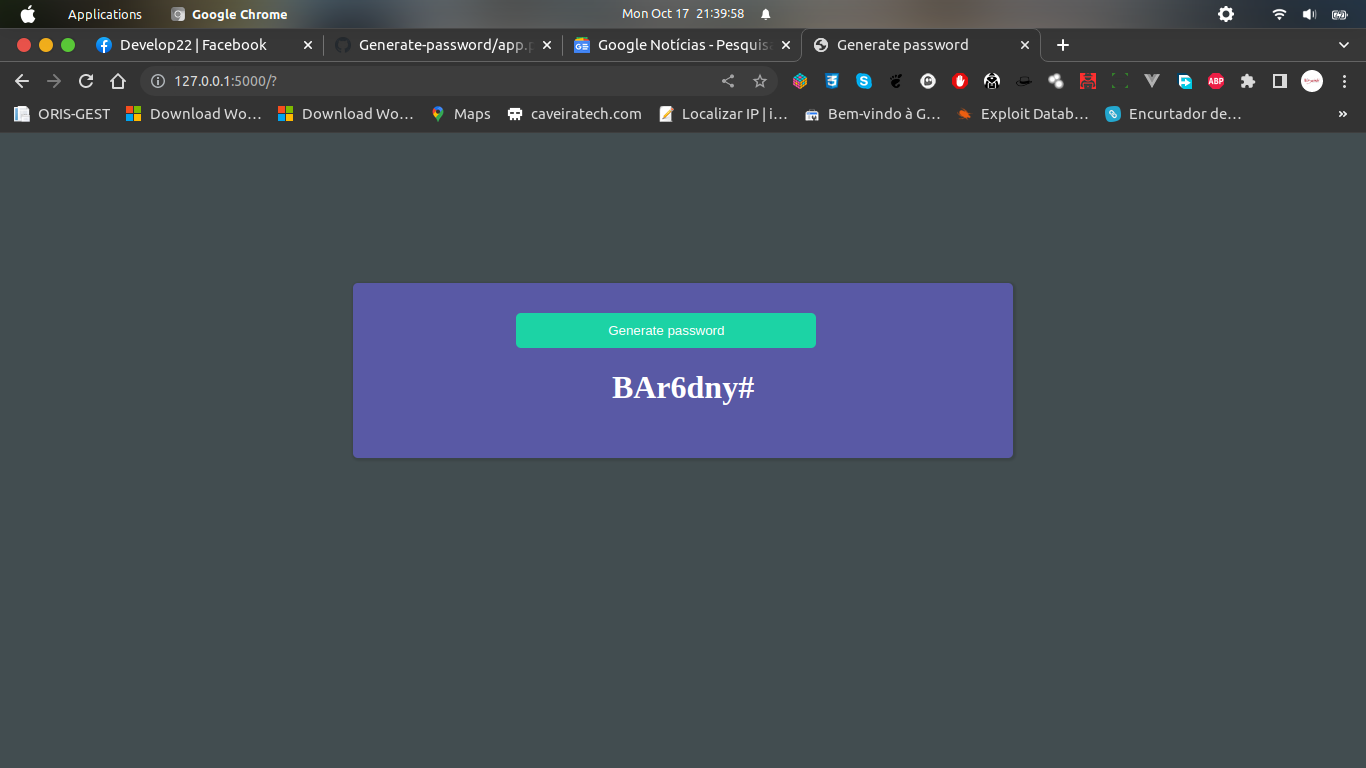 Applications Google Chrome Mon Oct 17 21:39:58
Develop22 | Facebook Generate-password/app.p Google Notícias - Pesquis Generate password
127.0.0.1:5000/?
ORIS-GEST Download Wo… Download Wo… Maps caveiratech.com Localizar IP | i… Bem-vindo à G… Exploit Datab… Encurtador de… »
Generate password
BAr6dny#